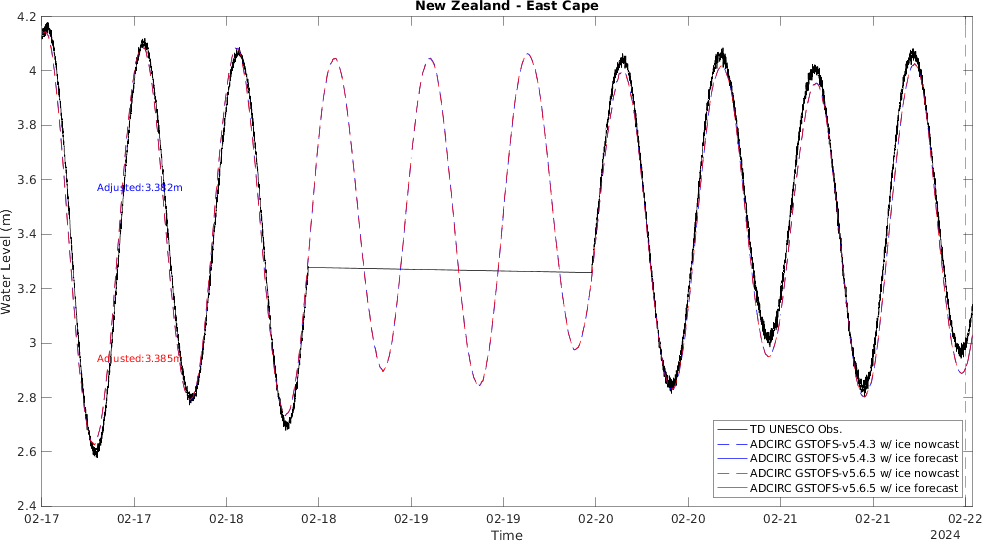 New Zealand - East Cape
4.2
4
3.8
3.6
3.4
3.2
3
2.8
2.6
2.4
Water Level (m)
Adjusted:3.382m
Adjusted:3.385m
TD UNESCO Obs.
ADCIRC GSTOFS-v5.4.3 w/ ice nowcast
ADCIRC GSTOFS-v5.4.3 w/ ice forecast
ADCIRC GSTOFS-v5.6.5 w/ ice nowcast
ADCIRC GSTOFS-v5.6.5 w/ ice forecast
02-17 02-17 02-18 02-18 02-19 02-19 02-20 02-20 02-21 02-21 02-22
Time
2024